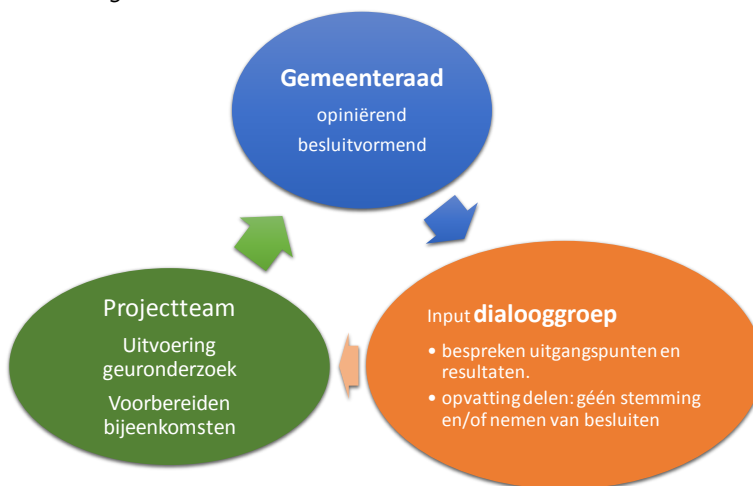 Gemeenteraad
opiniërend
besluitvormend
Projectteam
Uitvoering
geuronderzoek
Voorbereiden
bijeenkomsten
Input dialooggroep
• bespreken uitgangspunten en
resultaten.
• opvatting delen: géén stemming
en/of nemen van besluiten